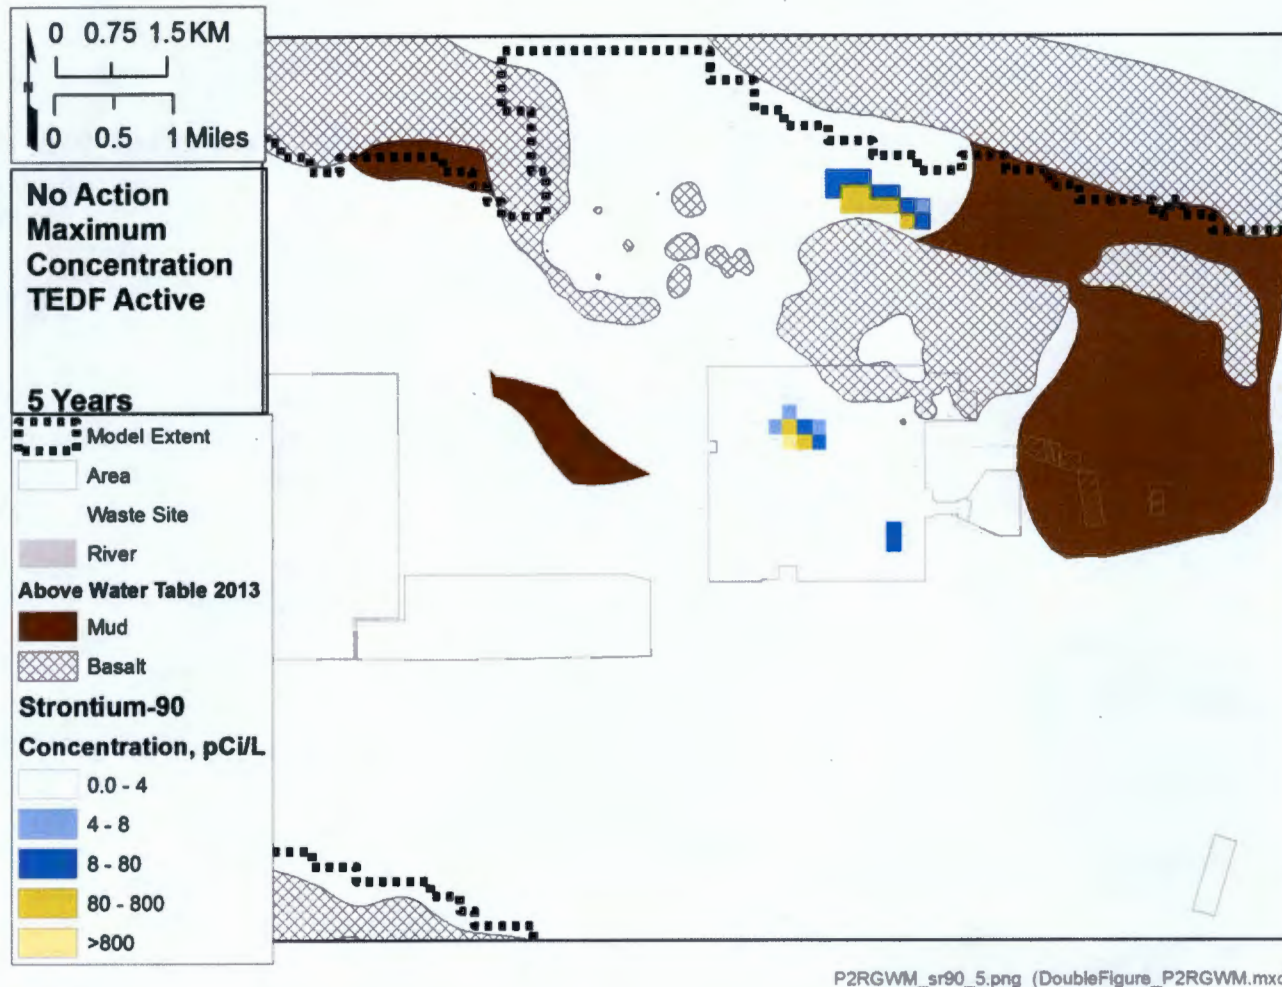 0 0.75 1.5 KM
N
0 0.5 1 Miles
No Action
Maximum
Concentration
TEDF Active
5 Years
Model Extent
Area
Waste Site
River
Above Water Table 2013
Mud
Basalt
Strontium-90
Concentration, pCi/L
0.0 - 4
4 - 8
8 - 80
80 - 800
>800
P2RGWM_sr90_5.png (DoubleFigure_P2RGWM.mxd